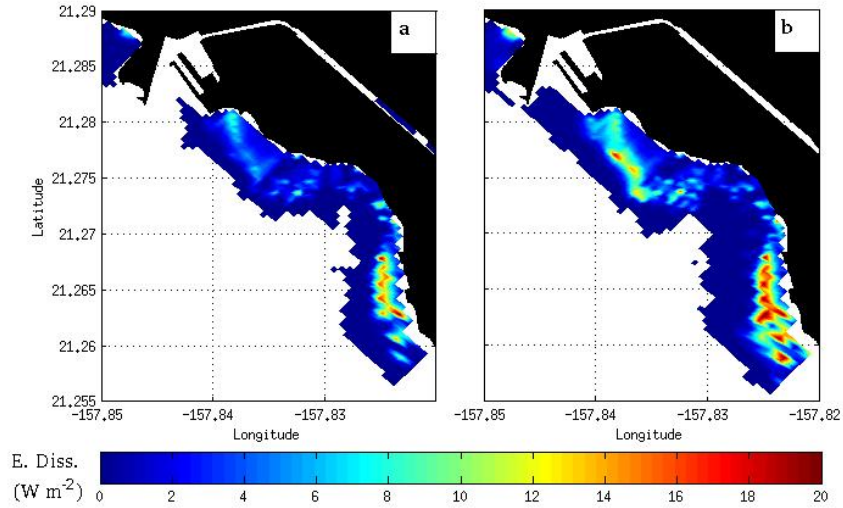 a
b
21.29
21.285
21.28
21.275
21.27
21.265
21.26
21.255
Latitude
-157.85 -157.84 -157.83
-157.85 -157.84 -157.83 -157.82
Longitude Longitude
E. Diss.
(W m⁻²)
0 2 4 6 8 10 12 14 16 18 20